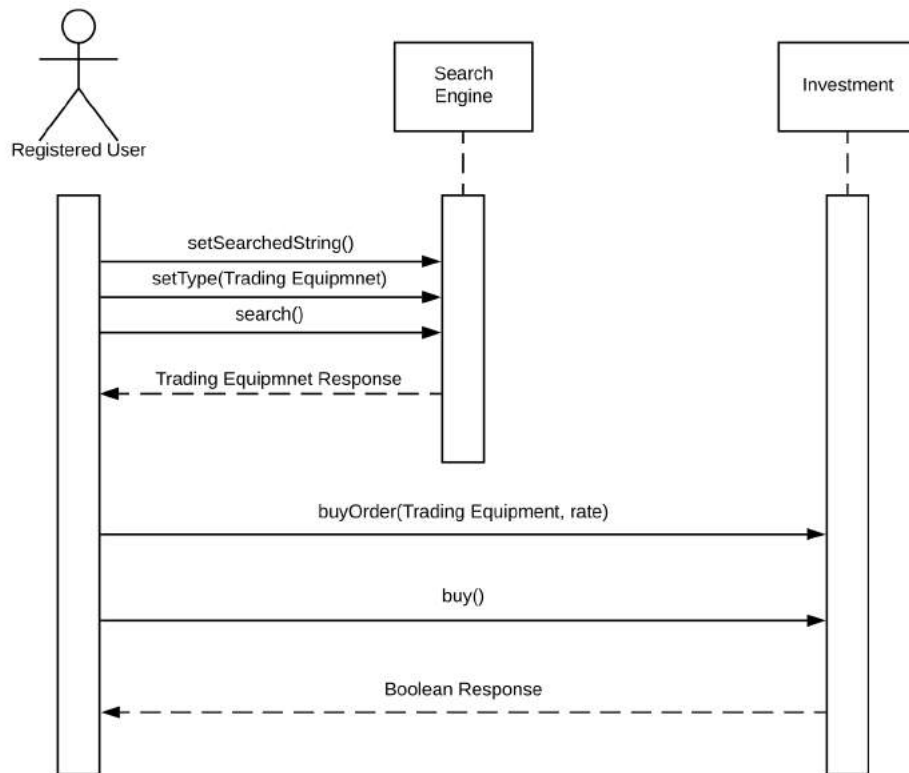 Search
Engine
Investment
Registered User
setSearchedString()
setType(Trading Equipmnet)
search()
Trading Equipmnet Response
buyOrder(Trading Equipment, rate)
buy()
Boolean Response